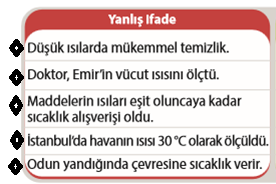 Yanlış Ifade
Düşük ısılarda mükemmel temizlik.
Doktor, Emir'in vücut ısısını ölçtü.
Maddelerin ısıları eşit oluncaya kadar
sıcaklık alışverişi oldu.
İstanbul'da havanın ısısı 30 °C olarak ölçüldü.
Odun yandığında çevresine sıcaklık verir.